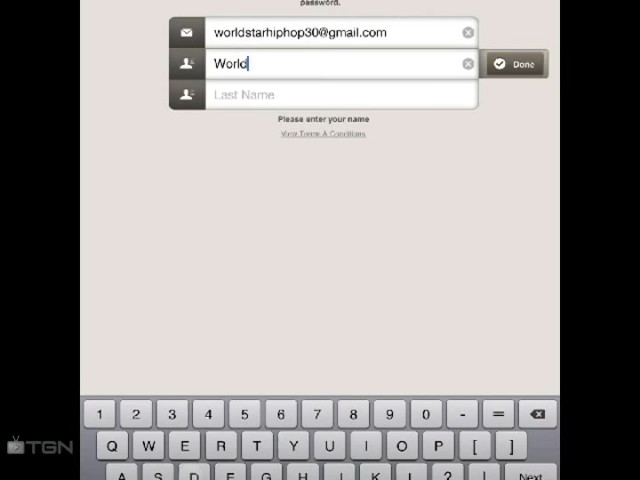 password.
worldstarhiphop30@gmail.com
World
Done
Last Name
Please enter your name
View Terms & Conditions
1 2 3 4 5 6 7 8 9 0 - =
Q W E R T Y U I O P [ ]
TGN
A S D F G H J K L ? Next